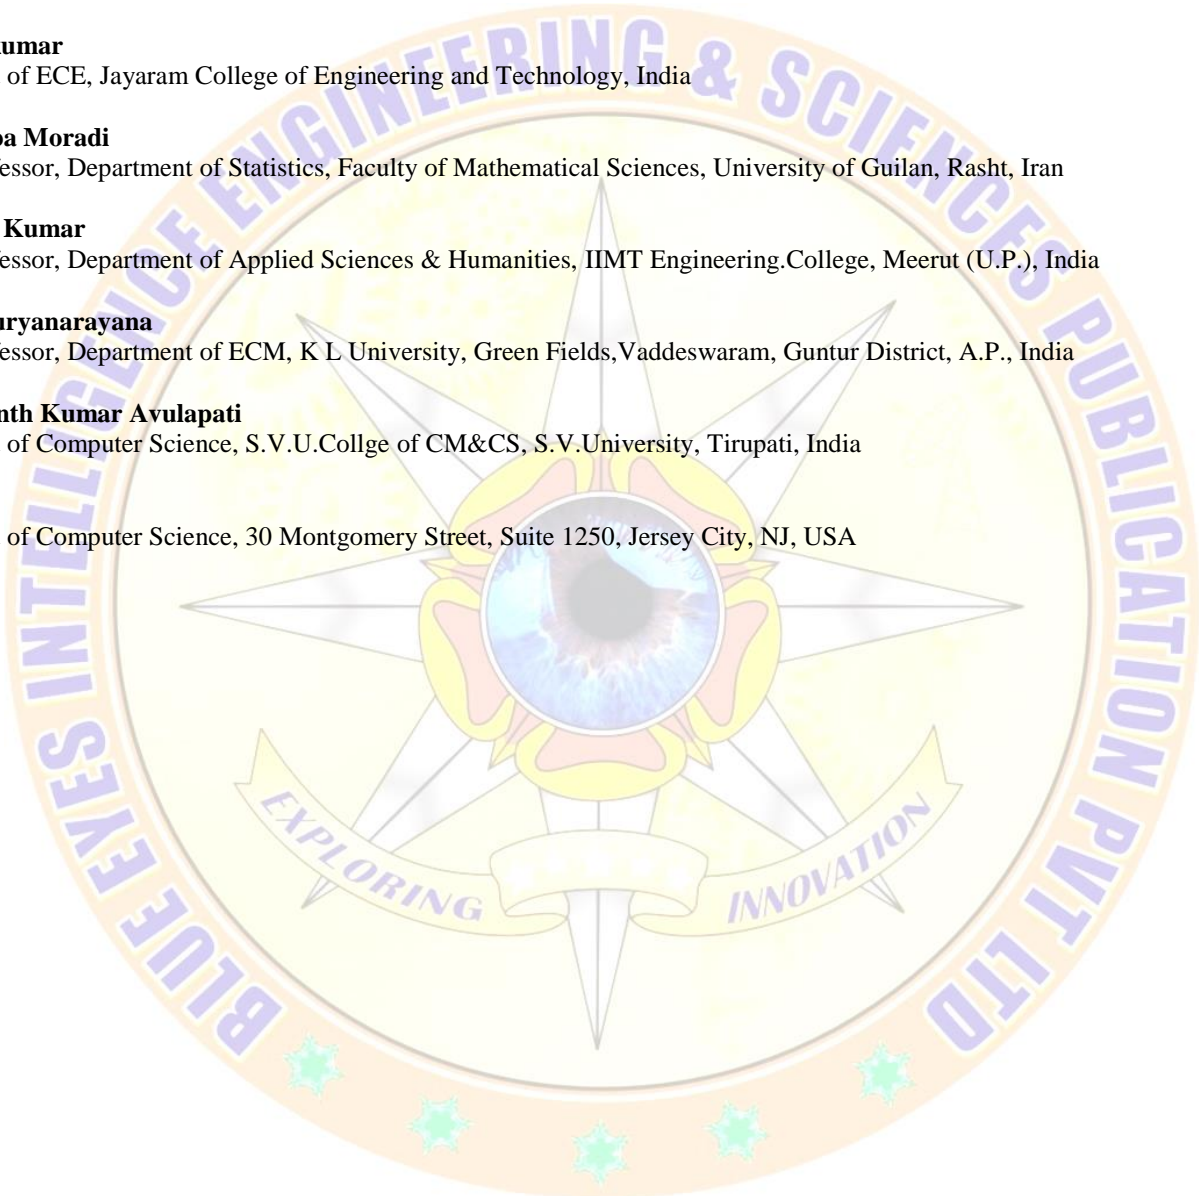 umar
of ECE, Jayaram College of Engineering and Technology, India
oa Moradi
essor, Department of Statistics, Faculty of Mathematical Sciences, University of Guilan, Rasht, Iran
Kumar
essor, Department of Applied Sciences & Humanities, IIMT Engineering.College, Meerut (U.P.), India
uryanarayana
essor, Department of ECM, K L University, Green Fields,Vaddeswaram, Guntur District, A.P., India
nth Kumar Avulapati
of Computer Science, S.V.U.Collge of CM&CS, S.V.University, Tirupati, India
of Computer Science, 30 Montgomery Street, Suite 1250, Jersey City, NJ, USA
BLUE EYES INTELLIGENCE ENGINEERING & SCIENCES PUBLICATION PVT LTD
EXPLORING INNOVATION